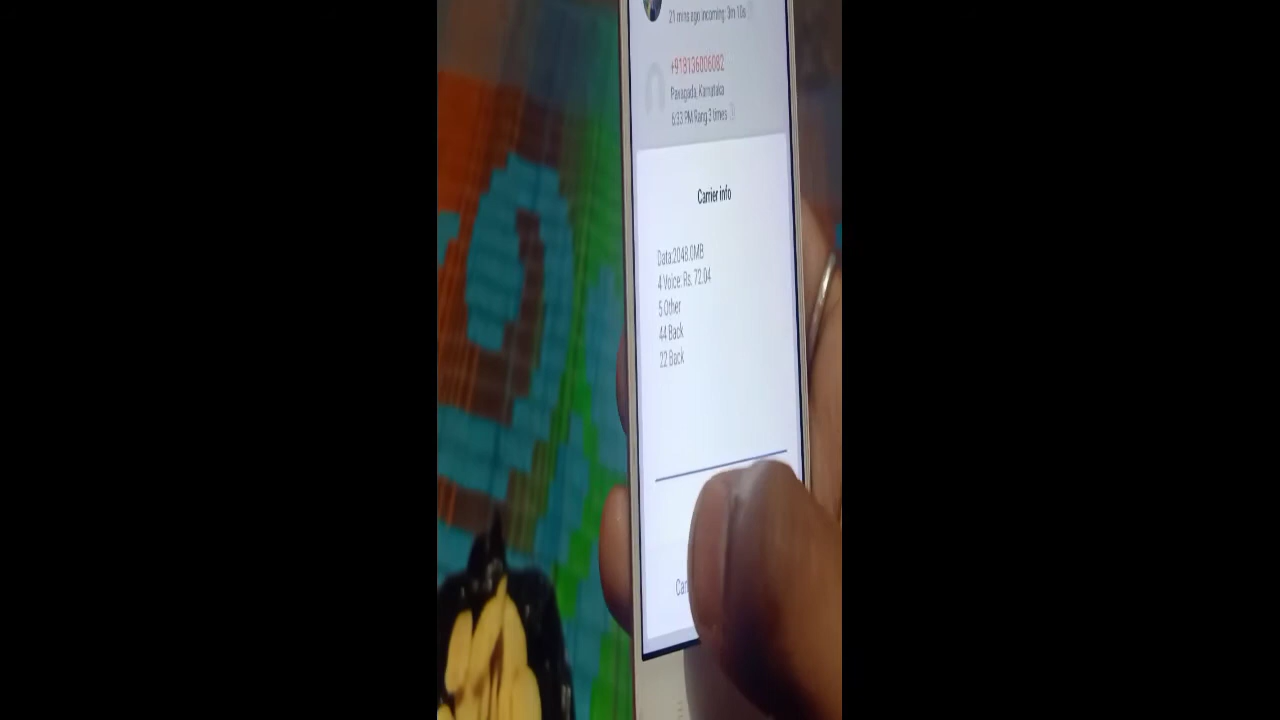 21 mins ago Incoming: 3m 10s
+918136006082
Pavagada, Karnataka
6:33 PM Rang 3 times
Carrier info
Data:2048.0MB
4 Voice: Rs. 72.04
5 Other
44 Back
22 Back